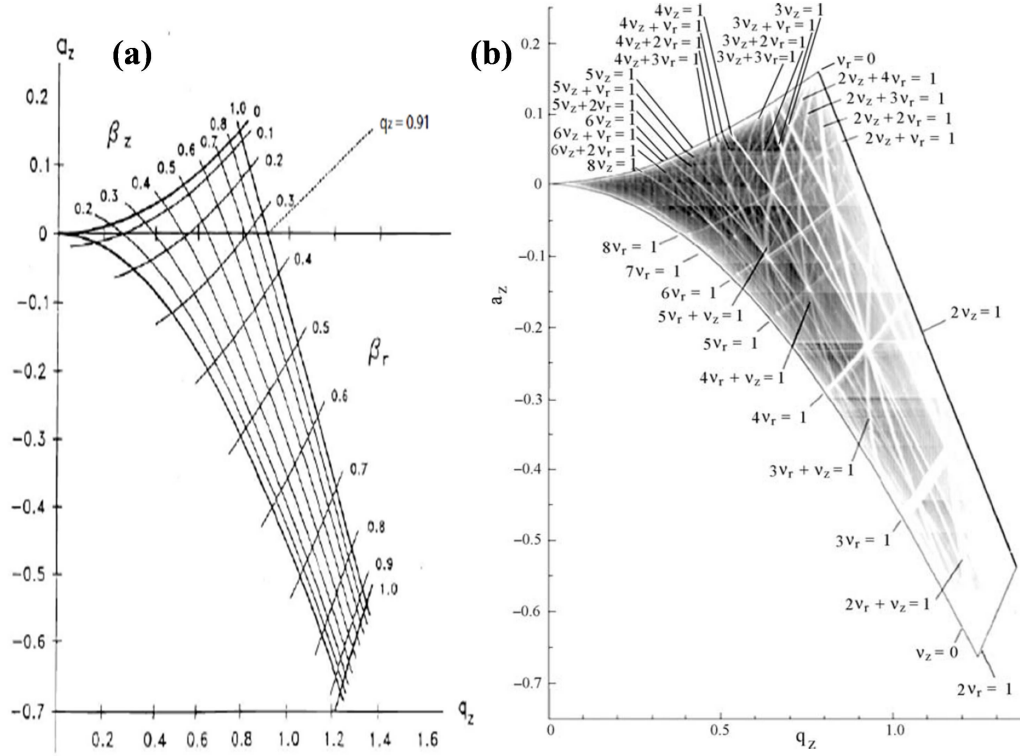 (a)
a_z
0.2
0.1
0
−0.1
−0.2
−0.3
−0.4
−0.5
−0.6
−0.7
0.2
0.4
0.6
0.8
1.0
1.2
1.4
1.6
q_z
β_z
0.2
0.3
0.4
0.5
0.6
0.7
0.8
1.0
0
0.1
0.2
0.3
0.4
0.5
0.6
0.7
0.8
0.9
1.0
β_r
q_z=0.91
(b)
a_z
0.2
0.1
0
−0.1
−0.2
−0.3
−0.4
−0.5
−0.6
−0.7
0
0.5
1.0
q_z
4ν_z = 1
4ν_z + ν_r = 1
4ν_z+2ν_r = 1
4ν_z+3ν_r = 1
3ν_z = 1
3ν_z + ν_r = 1
3ν_z+2ν_r = 1
3ν_z+3ν_r = 1
5ν_z = 1
5ν_z + ν_r = 1
5ν_z+2ν_r = 1
6ν_z = 1
6ν_z + ν_r = 1
6ν_z+2ν_r = 1
8ν_z = 1
ν_r = 0
2ν_z + 4ν_r = 1
2ν_z + 3ν_r = 1
2ν_z + 2ν_r = 1
2ν_z + ν_r = 1
8ν_r = 1
7ν_r = 1
6ν_r = 1
5ν_r + ν_z = 1
5ν_r = 1
4ν_r + ν_z = 1
4ν_r = 1
3ν_r + ν_z = 1
3ν_r = 1
2ν_r + ν_z = 1
ν_z = 0
2ν_r = 1
2ν_z = 1